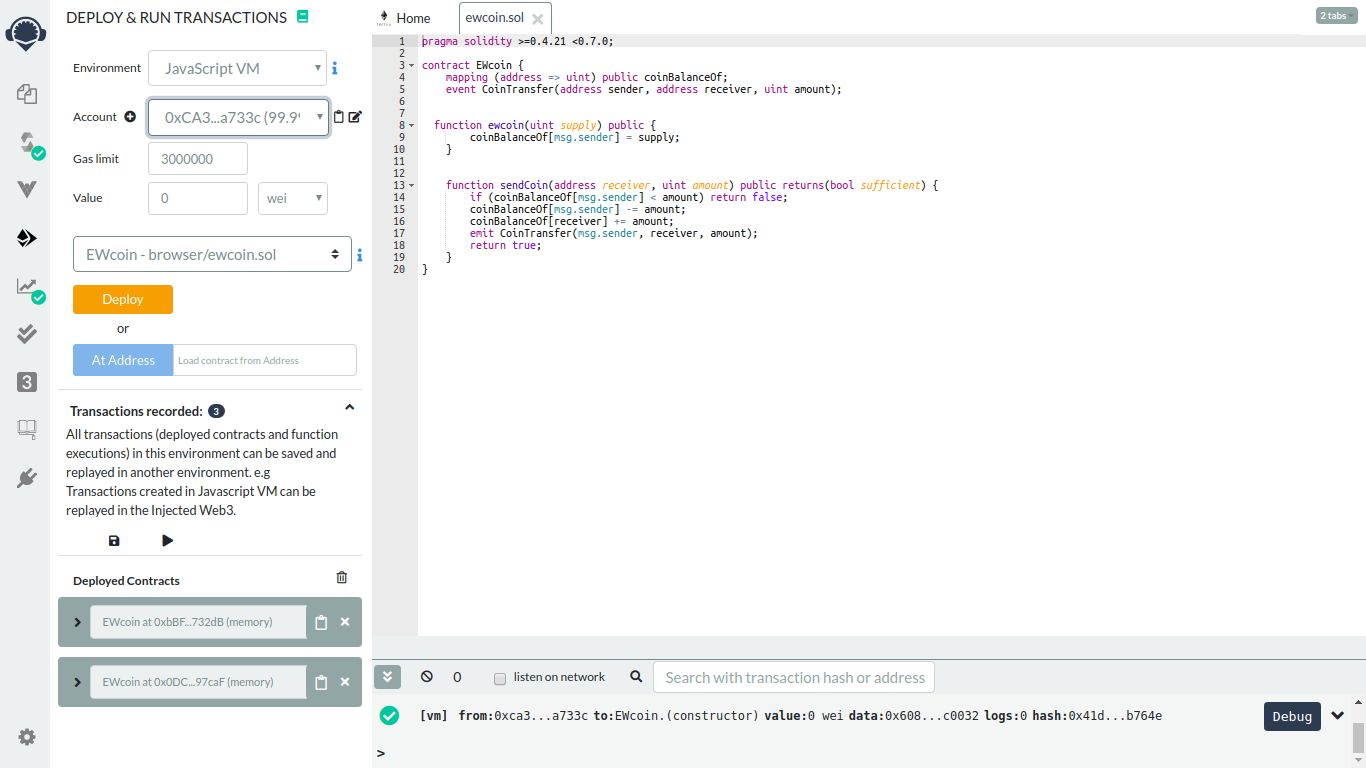 DEPLOY & RUN TRANSACTIONS
Environment JavaScript VM
Account 0xCA3...a733c (99.9
Gas limit 3000000
Value 0 wei
EWcoin - browser/ewcoin.sol
Deploy
or
At Address Load contract from Address
Transactions recorded: 3
All transactions (deployed contracts and function
executions) in this environment can be saved and
replayed in another environment. e.g
Transactions created in Javascript VM can be
replayed in the Injected Web3.
Deployed Contracts
EWcoin at 0xbBF...732dB (memory)
EWcoin at 0x0DC...97caF (memory)
Home ewcoin.sol 2 tabs
1 pragma solidity >=0.4.21 <0.7.0;
2
3 contract EWcoin {
4 mapping (address => uint) public coinBalanceOf;
5 event CoinTransfer(address sender, address receiver, uint amount);
6
7
8 function ewcoin(uint supply) public {
9 coinBalanceOf[msg.sender] = supply;
10 }
11
12
13 function sendCoin(address receiver, uint amount) public returns(bool sufficient) {
14 if (coinBalanceOf[msg.sender] < amount) return false;
15 coinBalanceOf[msg.sender] -= amount;
16 coinBalanceOf[receiver] += amount;
17 emit CoinTransfer(msg.sender, receiver, amount);
18 return true;
19 }
20 }
0 listen on network Search with transaction hash or address
[vm] from:0xca3...a733c to:EWcoin.(constructor) value:0 wei data:0x608...c0032 logs:0 hash:0x41d...b764e Debug
>